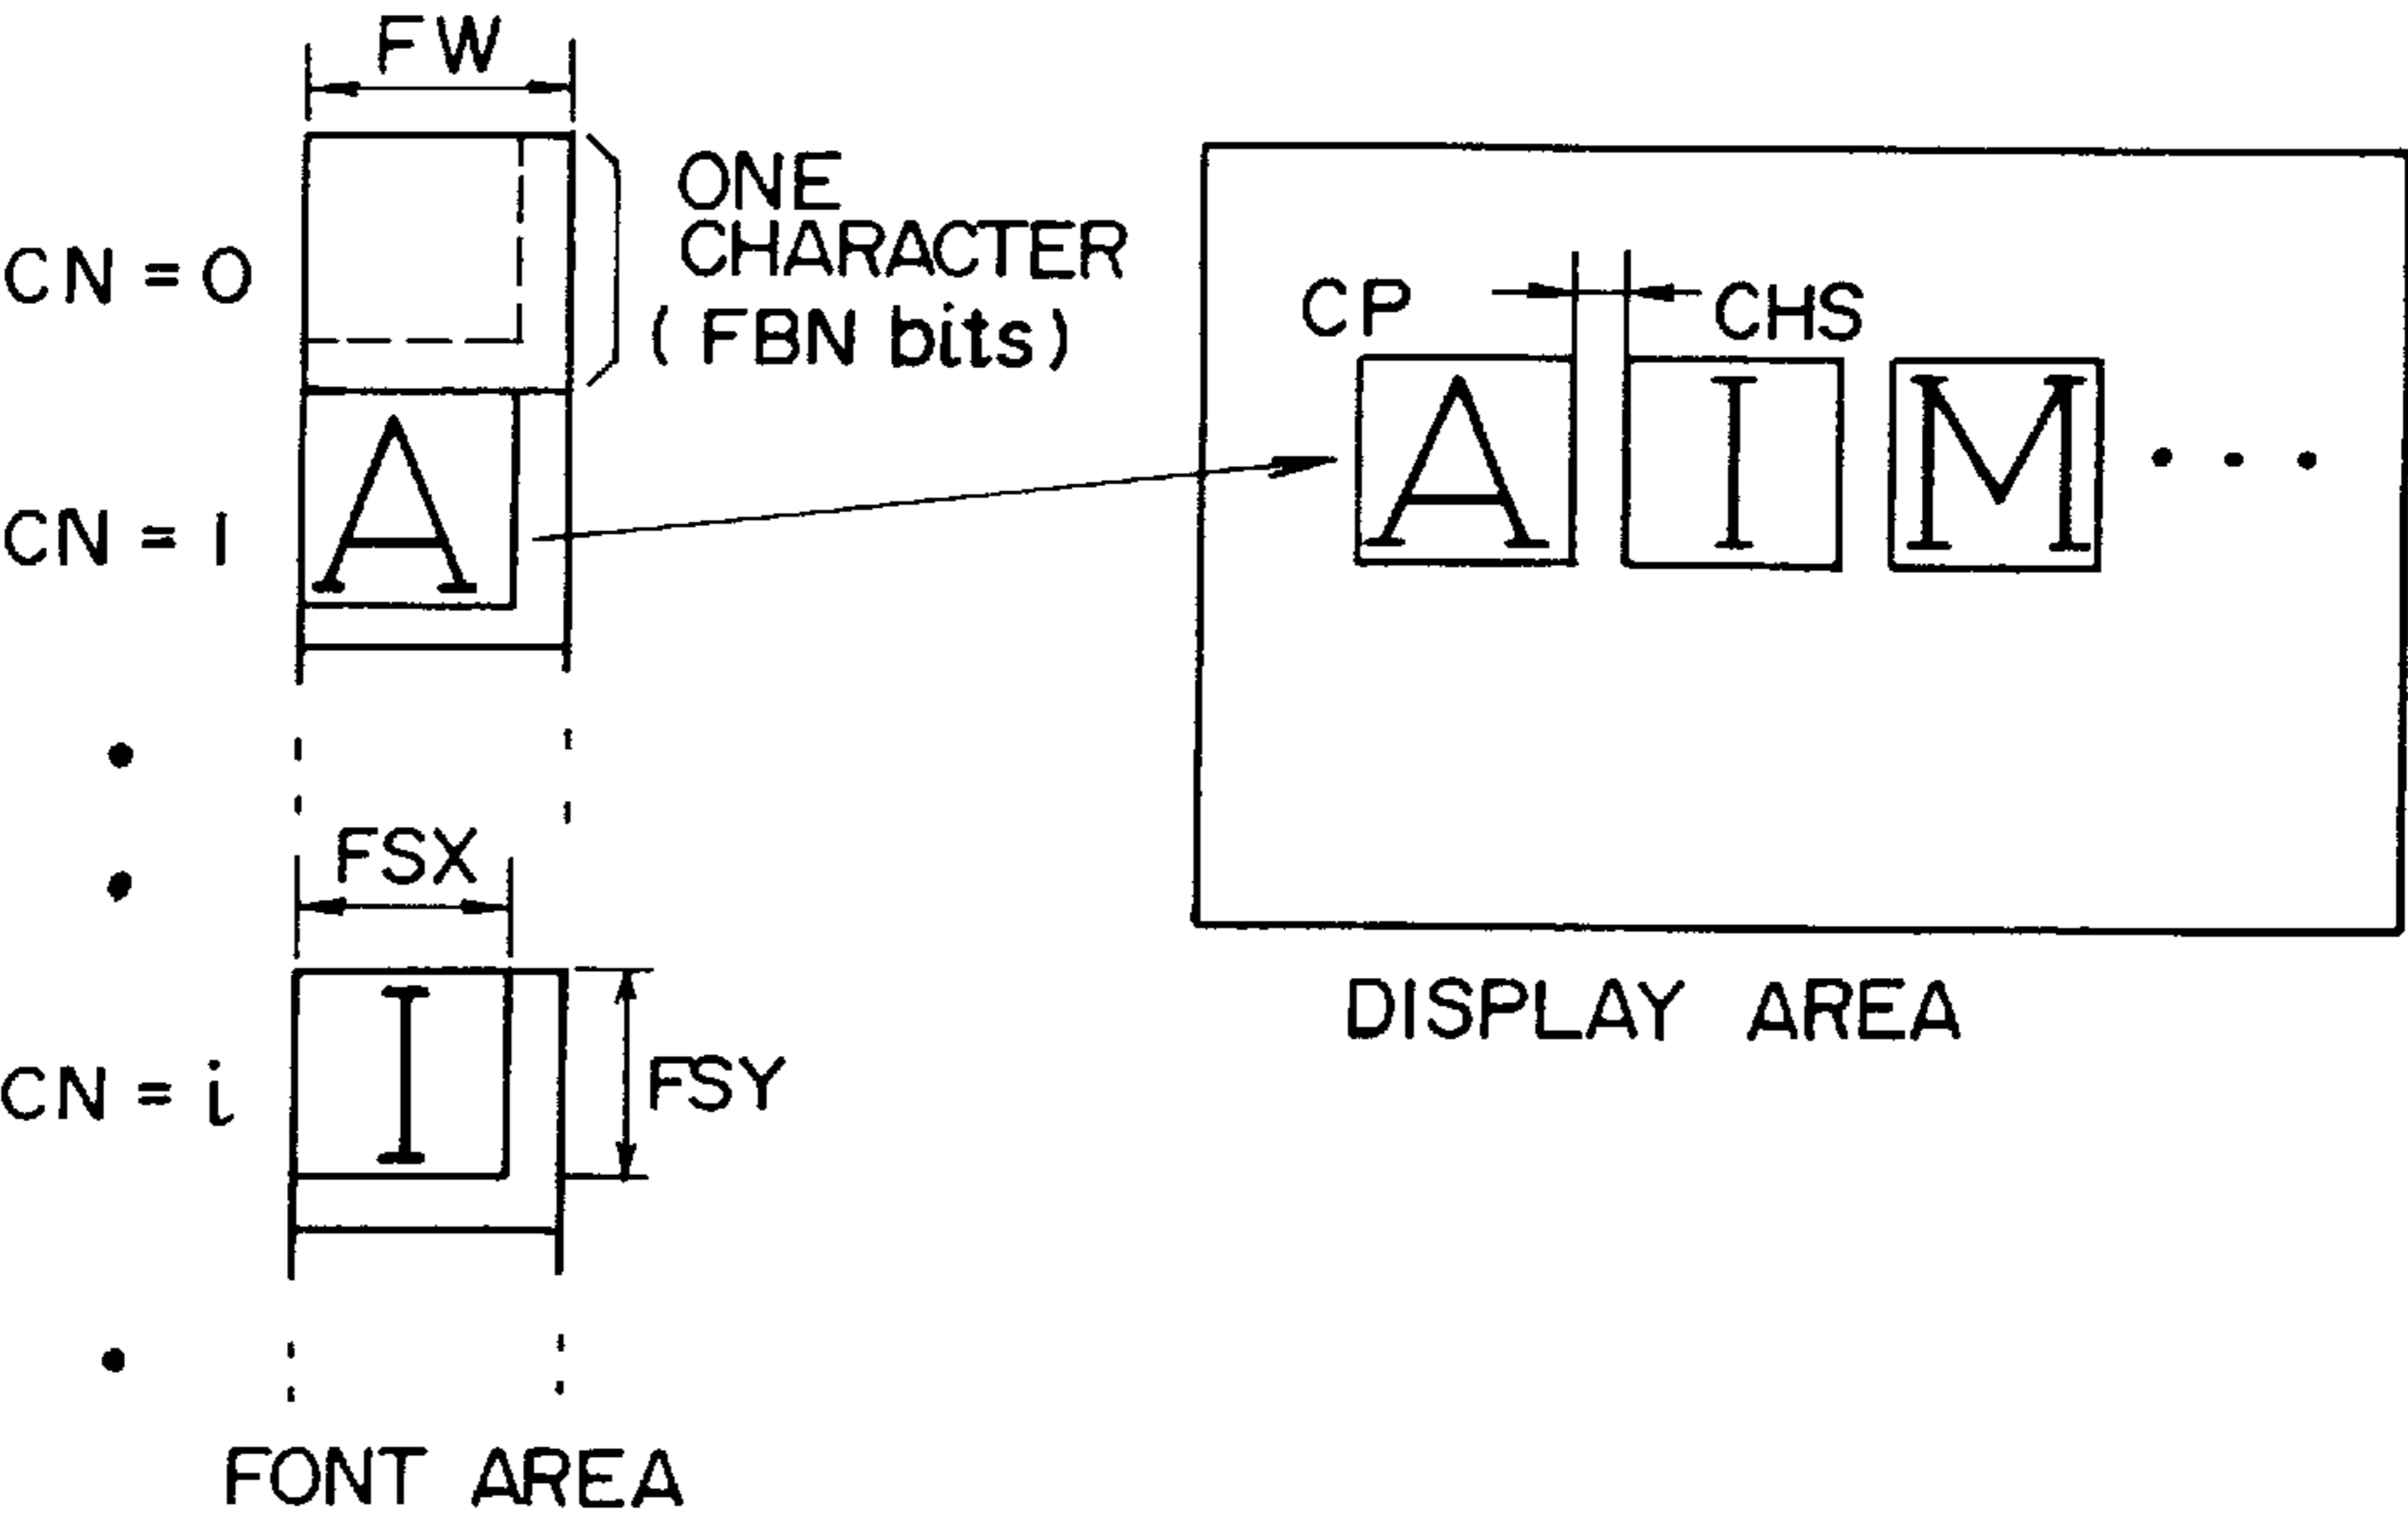 FW
ONE
CHARACTER
(FBN bits)
CN=0
CP
CHS
A
I
M
. . .
CN=1
A
FSX
CN=i
I
FSY
DISPLAY AREA
FONT AREA